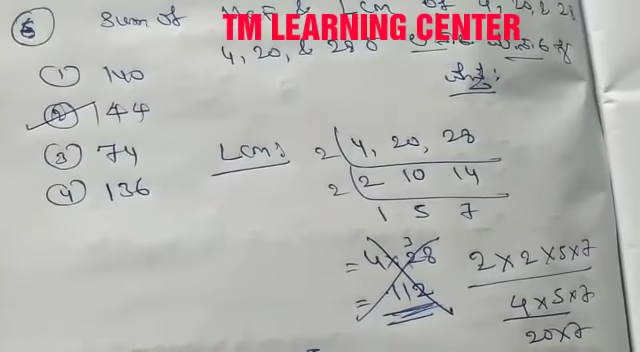 TM LEARNING CENTER
6 Sum of & LCM of 4, 20, & 28
4, 20, & 28
① 140
② 144
③ 74
④ 136
LCM:
2 4, 20, 28
2 2 10 14
1 5 7
= 4 × 28
= 112
2 × 2 × 5 × 7
4 × 5 × 7
20 × 7